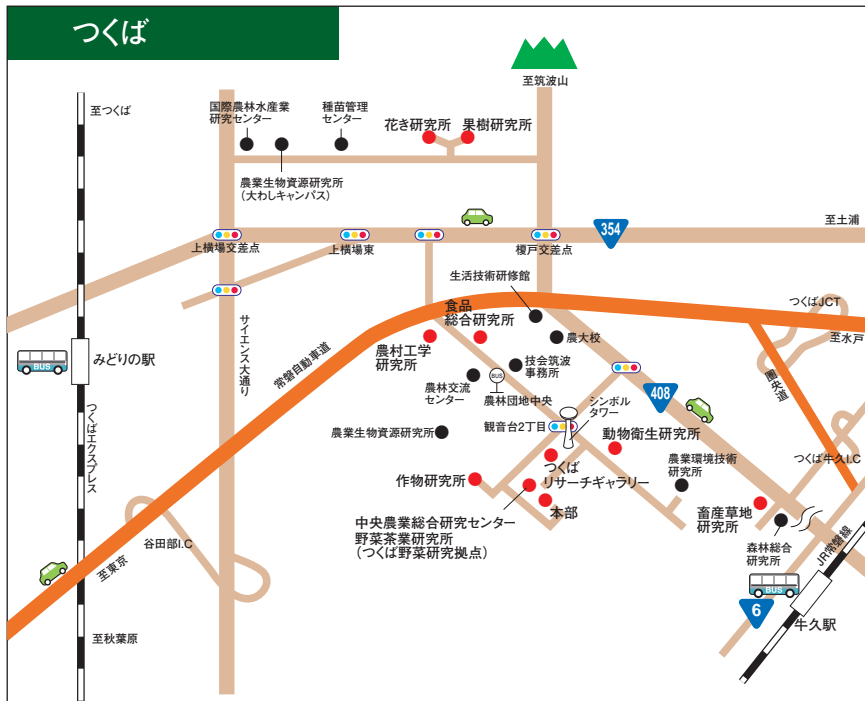 つくば
至筑波山
至つくば
国際農林水産業
研究センター
種苗管理
センター
花き研究所
果樹研究所
農業生物資源研究所
(大わしキャンパス)
354
至土浦
上横場交差点
上横場東
榎戸交差点
生活技術研修館
つくばJCT
食品
総合研究所
農大校
至水戸
サイエンス大通り
常磐自動車道
農村工学
研究所
技会筑波
事務所
圏央道
BUS
みどりの駅
農林交流
センター
BUS
農林団地中央
シンボル
タワー
408
つくばエクスプレス
農業生物資源研究所
観音台2丁目
動物衛生研究所
つくば牛久I.C
農業環境技術
研究所
つくば
リサーチギャラリー
作物研究所
本部
畜産草地
研究所
中央農業総合研究センター
野菜茶業研究所
(つくば野菜研究拠点)
谷田部I.C
森林総合
研究所
JR常磐線
至東京
BUS
6
牛久駅
至秋葉原